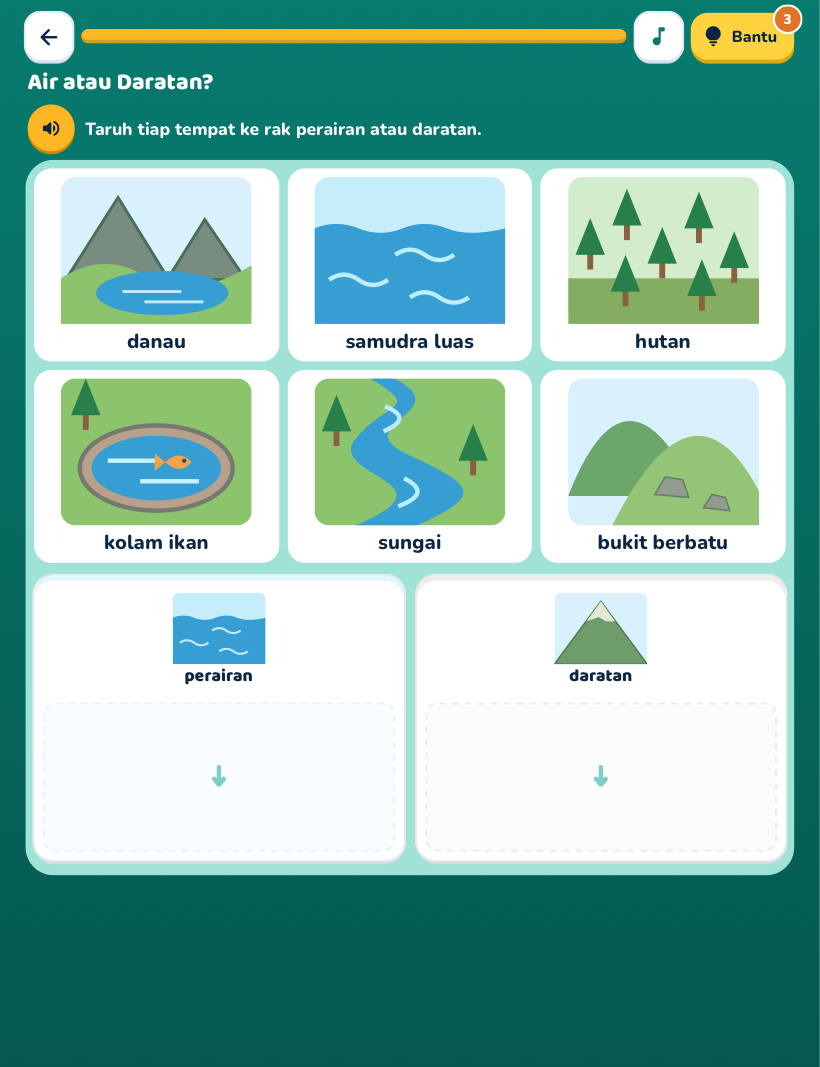 Bantu
3
Air atau Daratan?
Taruh tiap tempat ke rak perairan atau daratan.
danau
samudra luas
hutan
kolam ikan
sungai
bukit berbatu
perairan
daratan